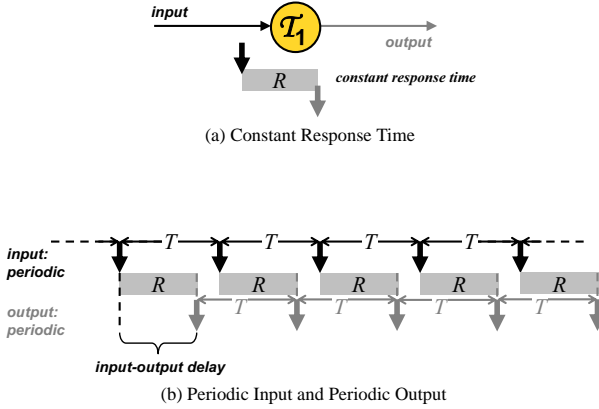 input
T1
output
R
constant response time
(a) Constant Response Time
T T T T
input:
periodic
R R R R R
output:
periodic
T T T T
input-output delay
(b) Periodic Input and Periodic Output